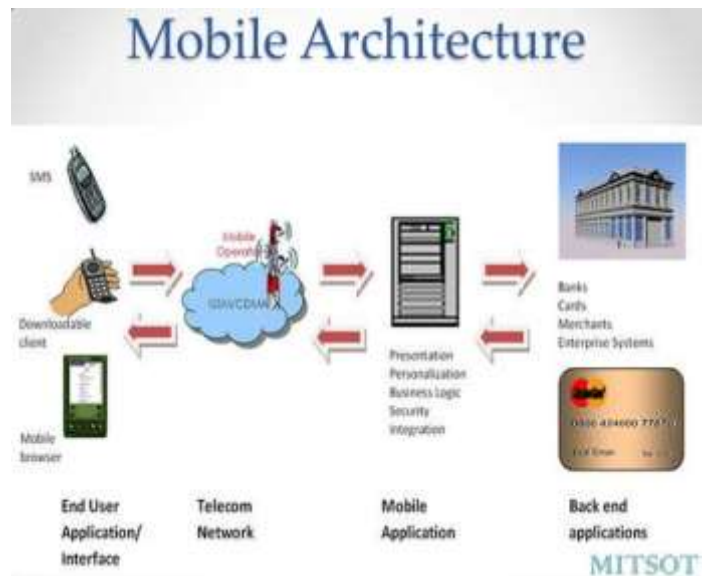 Mobile Architecture
SMS
Mobile
Operator
GSM/CDMA
Downloadable
client
Mobile
browser
Presentation
Personalization
Business Logic
Security
Integration
Banks
Cards
Merchants
Enterprise Systems
End User
Application/
Interface
Telecom
Network
Mobile
Application
Back end
applications
MITSOT